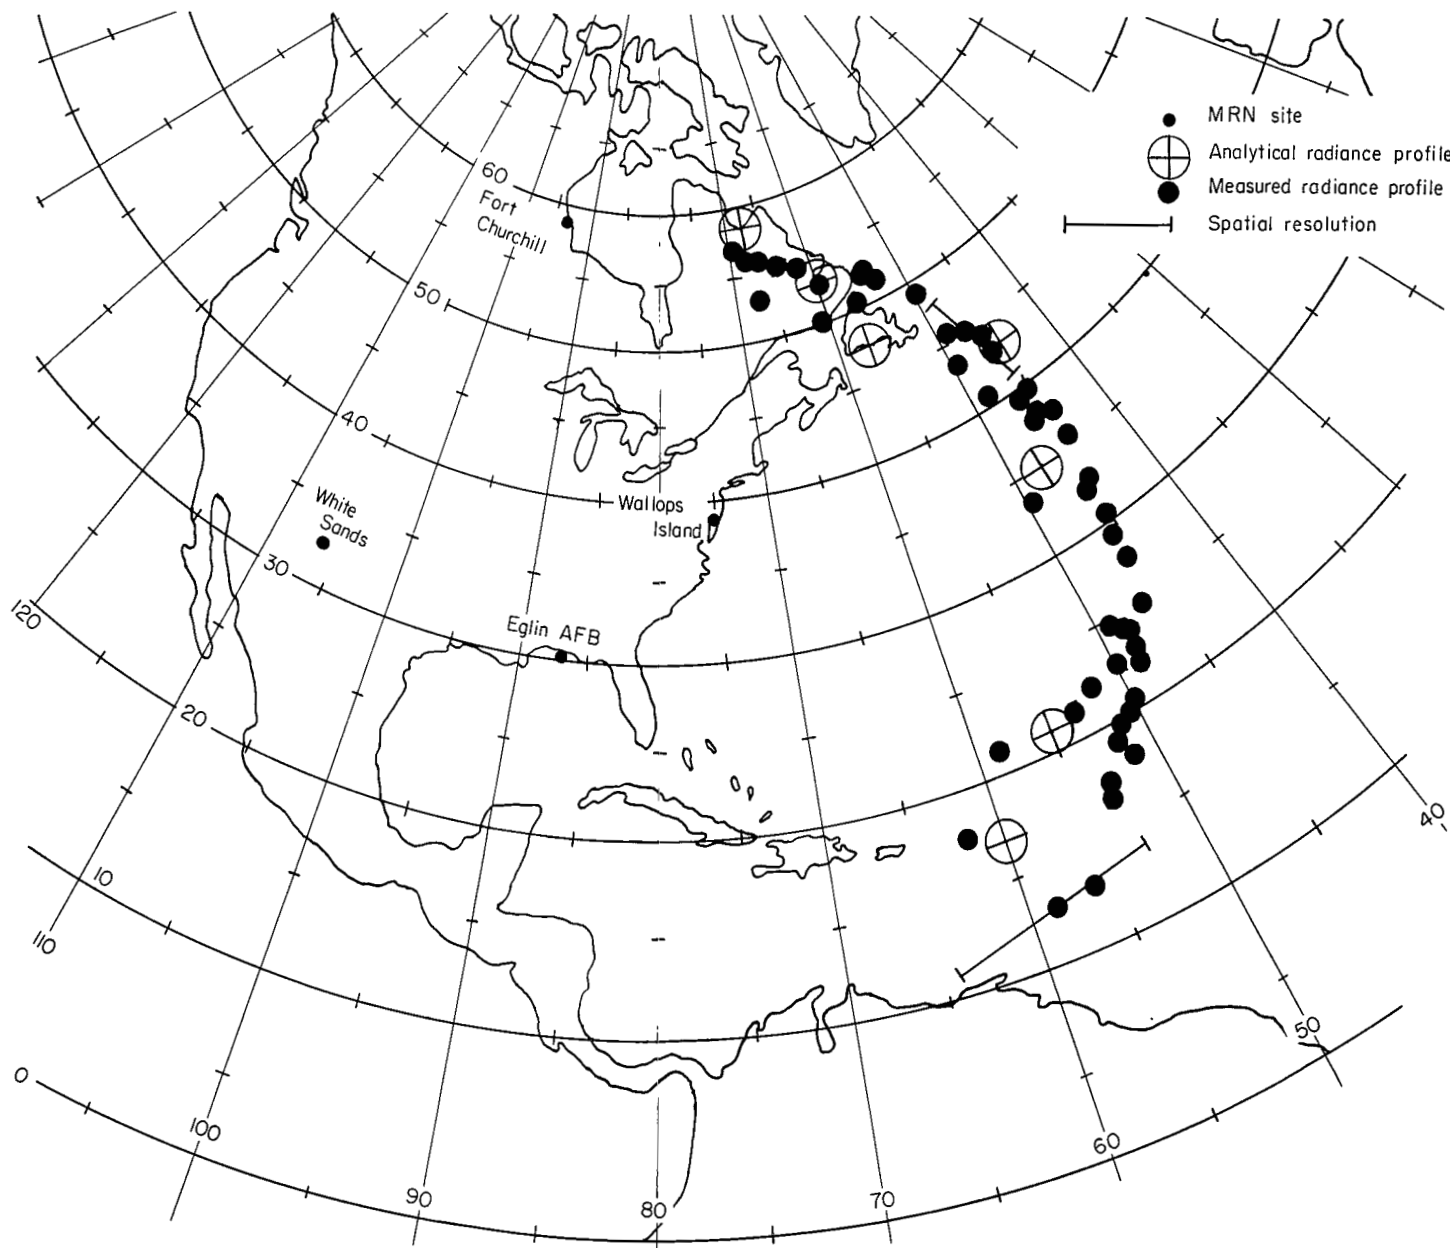 MRN site
Analytical radiance profile
Measured radiance profile
Spatial resolution
60
Fort
Churchill
50
40
White
Sands
Wallops
Island
30
120
Eglin AFB
20
40
10
110
50
0
100
60
90
70
80